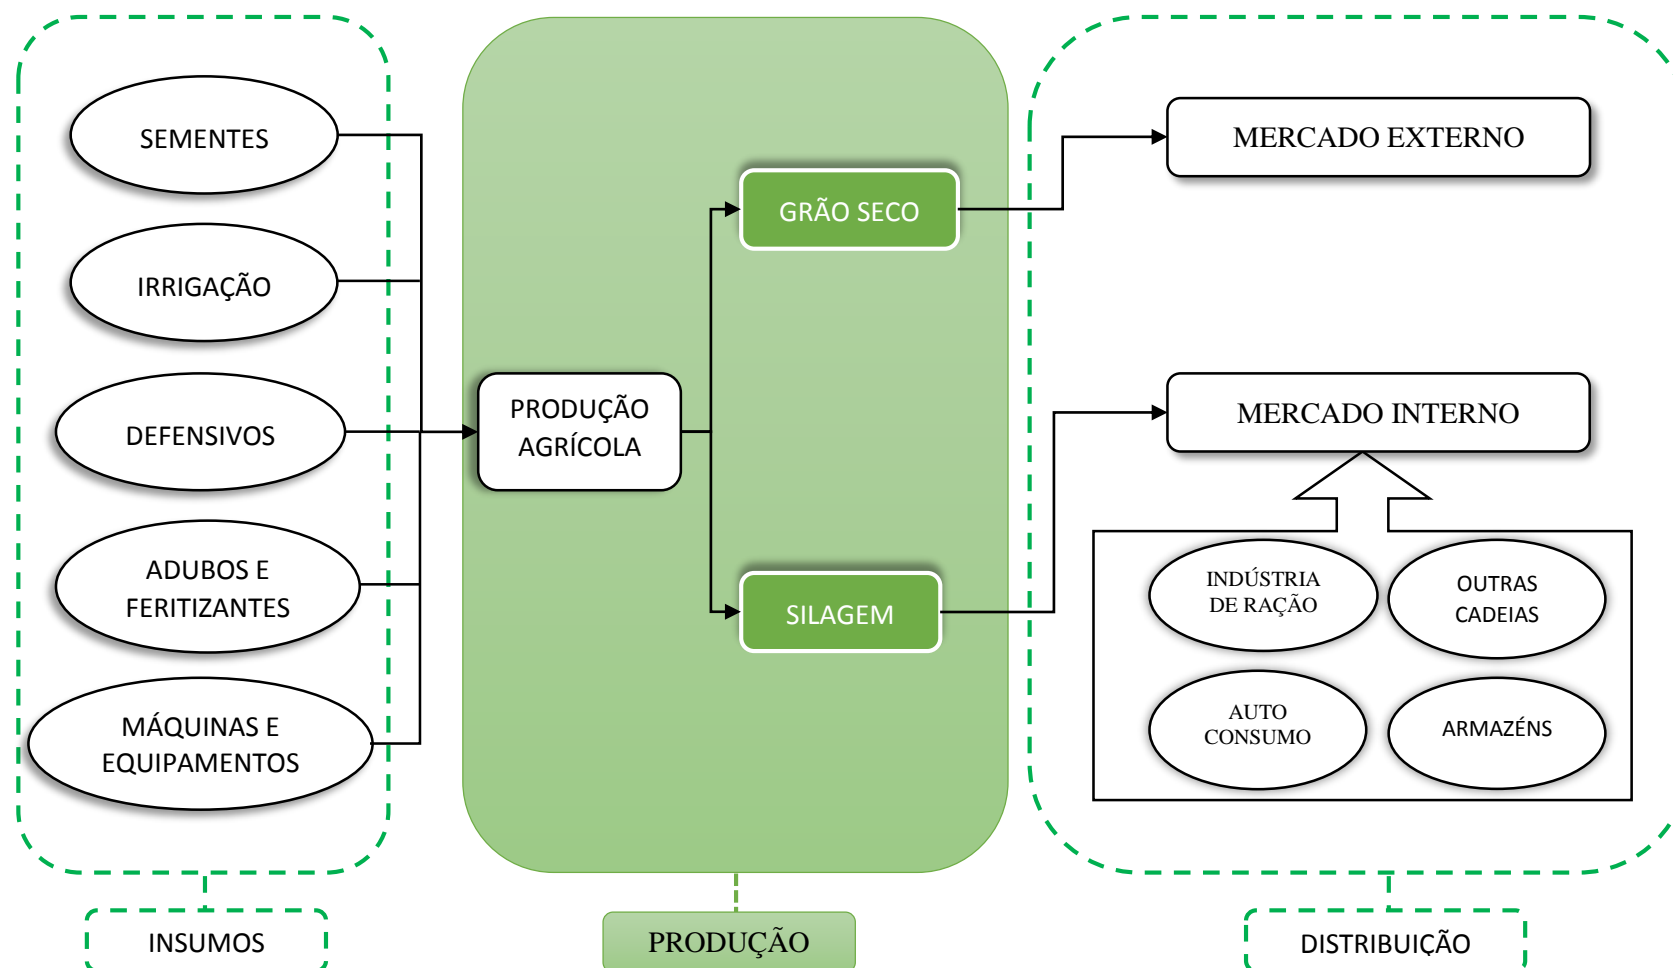 SEMENTES
IRRIGAÇÃO
DEFENSIVOS
ADUBOS E
FERITIZANTES
MÁQUINAS E
EQUIPAMENTOS
INSUMOS
PRODUÇÃO
AGRÍCOLA
GRÃO SECO
SILAGEM
PRODUÇÃO
MERCADO EXTERNO
MERCADO INTERNO
INDÚSTRIA
DE RAÇÃO
OUTRAS
CADEIAS
AUTO
CONSUMO
ARMAZÉNS
DISTRIBUIÇÃO